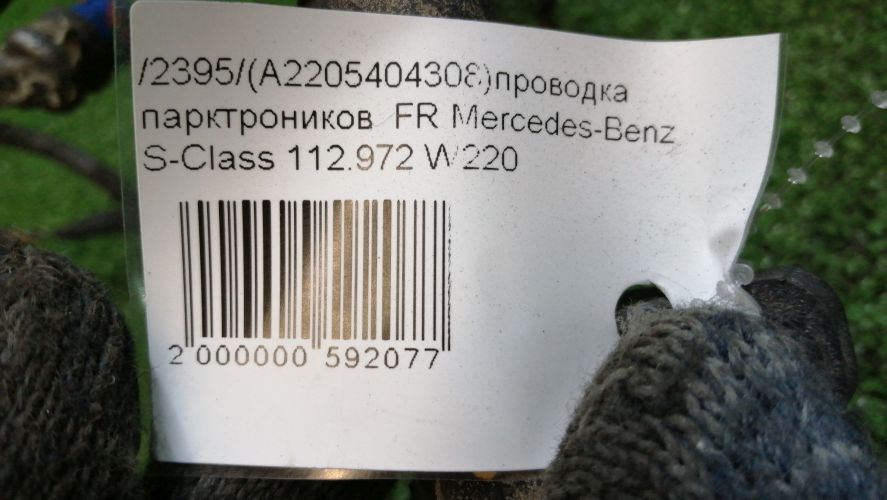 /2395/(A2205404308)проводка
парктроников FR Mercedes-Benz
S-Class 112.972 W220
2 000000 592077